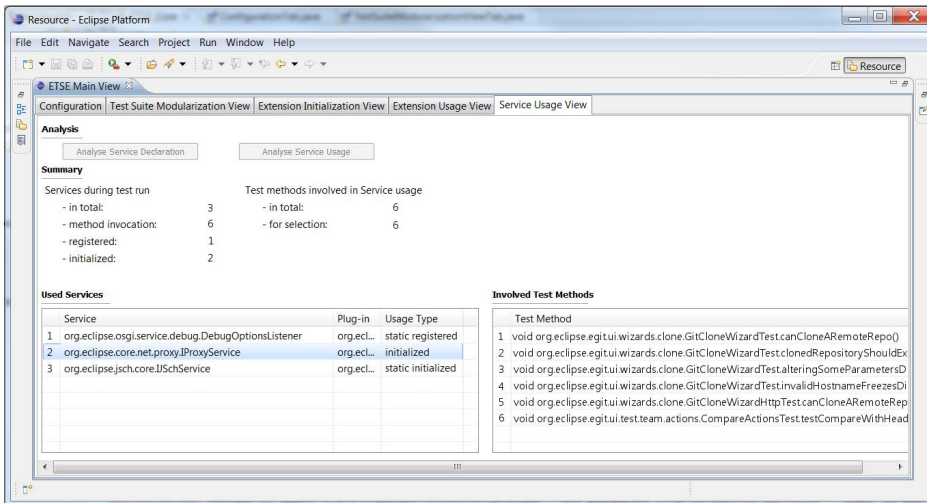 Resource - Eclipse Platform
File Edit Navigate Search Project Run Window Help
Resource
ETSE Main View
Configuration Test Suite Modularization View Extension Initialization View Extension Usage View Service Usage View
Analysis
Analyse Service Declaration Analyse Service Usage
Summary
Services during test run Test methods involved in Service usage
- in total: 3 - in total: 6
- method invocation: 6 - for selection: 6
- registered: 1
- initialized: 2
Used Services Involved Test Methods
Service Plug-in Usage Type Test Method
1 org.eclipse.osgi.service.debug.DebugOptionsListener org.ecl... static registered 1 void org.eclipse.egit.ui.wizards.clone.GitCloneWizardTest.canCloneARemoteRepo()
2 org.eclipse.core.net.proxy.IProxyService org.ecl... initialized 2 void org.eclipse.egit.ui.wizards.clone.GitCloneWizardTest.clonedRepositoryShouldEx
3 org.eclipse.jsch.core.IJSchService org.ecl... static initialized 3 void org.eclipse.egit.ui.wizards.clone.GitCloneWizardTest.alteringSomeParametersD
4 void org.eclipse.egit.ui.wizards.clone.GitCloneWizardTest.invalidHostnameFreezesDi
5 void org.eclipse.egit.ui.wizards.clone.GitCloneWizardHttpTest.canCloneARemoteRep
6 void org.eclipse.egit.ui.test.team.actions.CompareActionsTest.testCompareWithHead